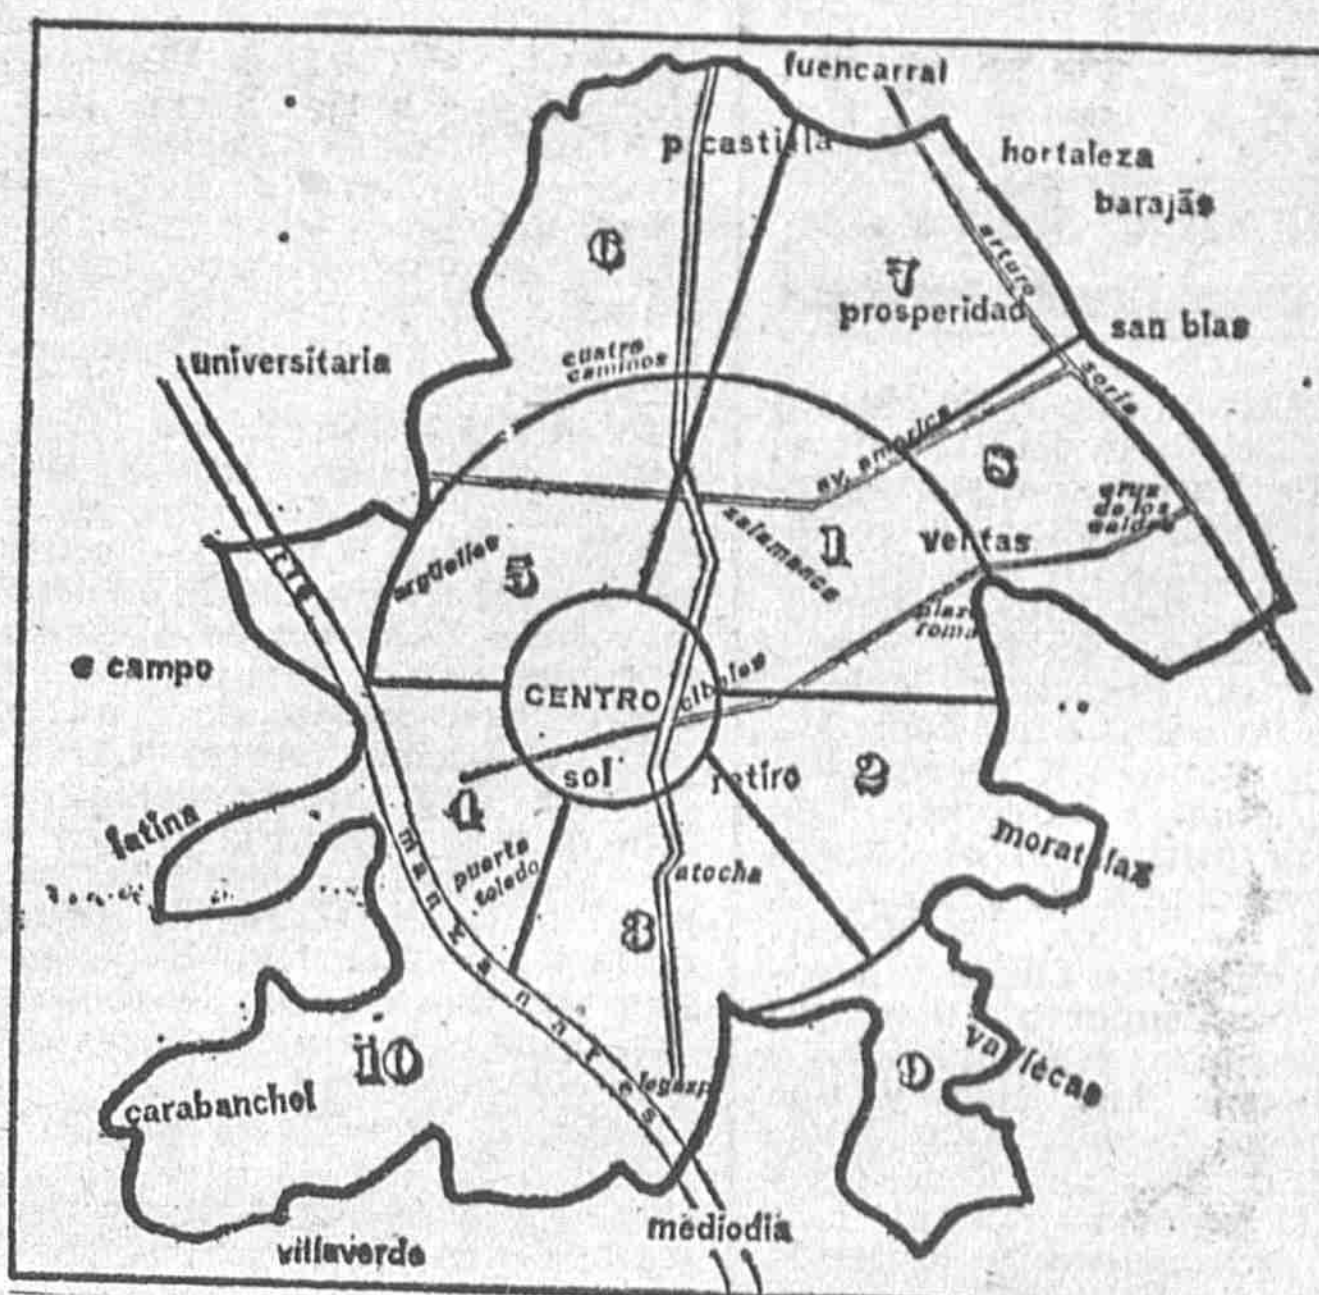 fuencarral
p castilla
hortaleza
barajas
6
7
arturo
prosperidad
san blas
universitaria
cuatro
caminos
soria
av. america
8
cruz
de los
caidos
salamanca
1
ventas
argüelles
5
rio
plaza
roma
e campo
CENTRO
cibeles
sol
retiro
2
4
latina
manzanares
puerta
toledo
atocha
moratalaz
3
10
legazpi
9
vallecas
carabanchel
mediodia
villaverde